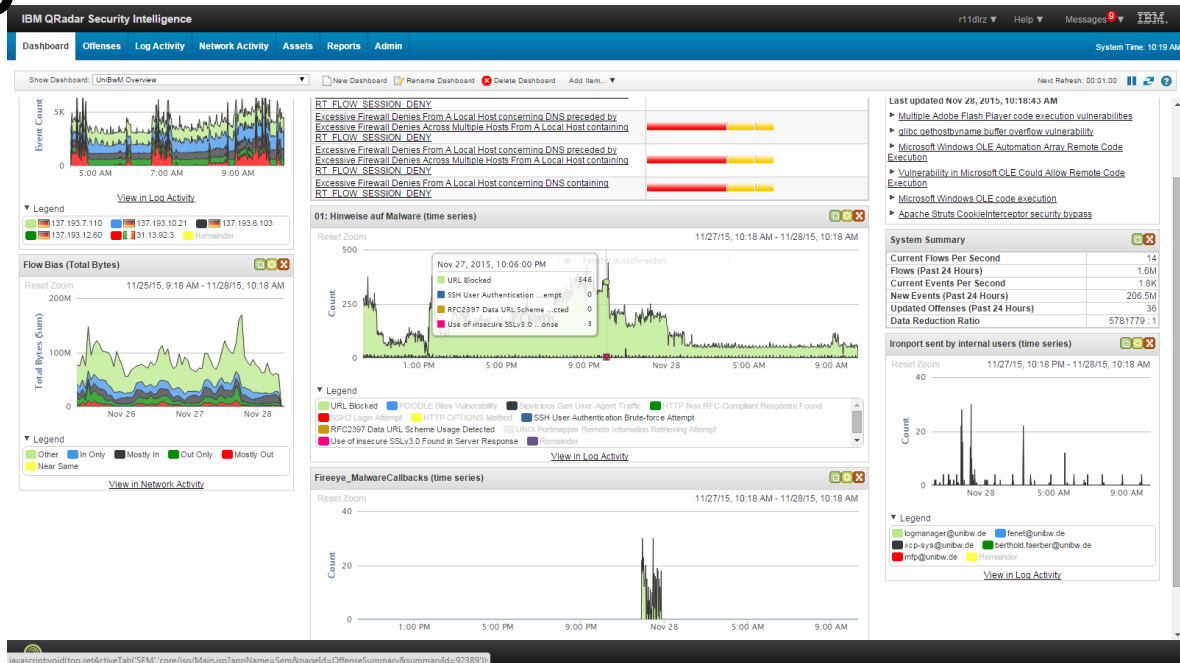 IBM QRadar Security Intelligence
r11dlrz ▼ Help ▼ Messages 9 ▼ IBM.
Dashboard Offenses Log Activity Network Activity Assets Reports Admin
System Time: 10:19 AM
Show Dashboard: UniBwM Overview ▼ New Dashboard Rename Dashboard Delete Dashboard Add Item... ▼
Next Refresh: 00:01:00
Event Count
5K
0
5:00 AM 7:00 AM 9:00 AM
View in Log Activity
▼ Legend
137.193.7.110 137.193.10.21 137.193.6.103
137.193.12.60 31.13.92.3 Remainder
Flow Bias (Total Bytes)
Reset Zoom 11/25/15, 9:18 AM - 11/28/15, 10:18 AM
Total Bytes (Sum)
200M
100M
0
Nov 26 Nov 27 Nov 28
▼ Legend
Other In Only Mostly In Out Only Mostly Out
Near Same
View in Network Activity
RT_FLOW_SESSION_DENY
Excessive Firewall Denies From A Local Host concerning DNS preceded by
Excessive Firewall Denies Across Multiple Hosts From A Local Host containing
RT_FLOW_SESSION_DENY
Excessive Firewall Denies From A Local Host concerning DNS preceded by
Excessive Firewall Denies Across Multiple Hosts From A Local Host containing
RT_FLOW_SESSION_DENY
Excessive Firewall Denies From A Local Host concerning DNS containing
RT_FLOW_SESSION_DENY
01: Hinweise auf Malware (time series)
Reset Zoom 11/27/15, 10:18 AM - 11/28/15, 10:18 AM
Fenster ausschneiden
Count
500
250
0
Nov 27, 2015, 10:06:00 PM
URL Blocked 348
SSH User Authentication ...empt 0
RFC2397 Data URL Scheme ...cted 0
Use of insecure SSLv3.0 ...onse 3
1:00 PM 5:00 PM 9:00 PM Nov 28 5:00 AM 9:00 AM
▼ Legend
URL Blocked POODLE Bites Vulnerability Sipvicious.Gen User-Agent Traffic HTTP Non RFC-Compliant Response Found
SSH2 Login Attempt HTTP OPTIONS Method SSH User Authentication Brute-force Attempt
RFC2397 Data URL Scheme Usage Detected UNIX Portmapper Remote Infomation Retrieving Attempt
Use of insecure SSLv3.0 Found in Server Response Remainder
View in Log Activity
Fireeye_MalwareCallbacks (time series)
Reset Zoom 11/27/15, 10:18 AM - 11/28/15, 10:18 AM
Count
40
20
0
1:00 PM 5:00 PM 9:00 PM Nov 28 5:00 AM 9:00 AM
Last updated Nov 28, 2015, 10:18:43 AM
Multiple Adobe Flash Player code execution vulnerabilities
glibc gethostbyname buffer overflow vulnerability
Microsoft Windows OLE Automation Array Remote Code
Execution
Vulnerability in Microsoft OLE Could Allow Remote Code
Execution
Microsoft Windows OLE code execution
Apache Struts CookieInterceptor security bypass
System Summary
Current Flows Per Second 14
Flows (Past 24 Hours) 1.6M
Current Events Per Second 1.8K
New Events (Past 24 Hours) 206.5M
Updated Offenses (Past 24 Hours) 36
Data Reduction Ratio 5781779 : 1
Ironport sent by internal users (time series)
Reset Zoom 11/27/15, 10:18 PM - 11/28/15, 10:18 AM
Count
40
20
0
Nov 28 5:00 AM 9:00 AM
▼ Legend
logmanager@unibw.de fenet@unibw.de
xcp-sys@unibw.de berthold.faerber@unibw.de
mfp@unibw.de Remainder
View in Log Activity
javascript:void(top.setActiveTab('SEM','core/jsp/Main.jsp?appName=Sem&pageId=OffenseSummary&summaryId=92389'));